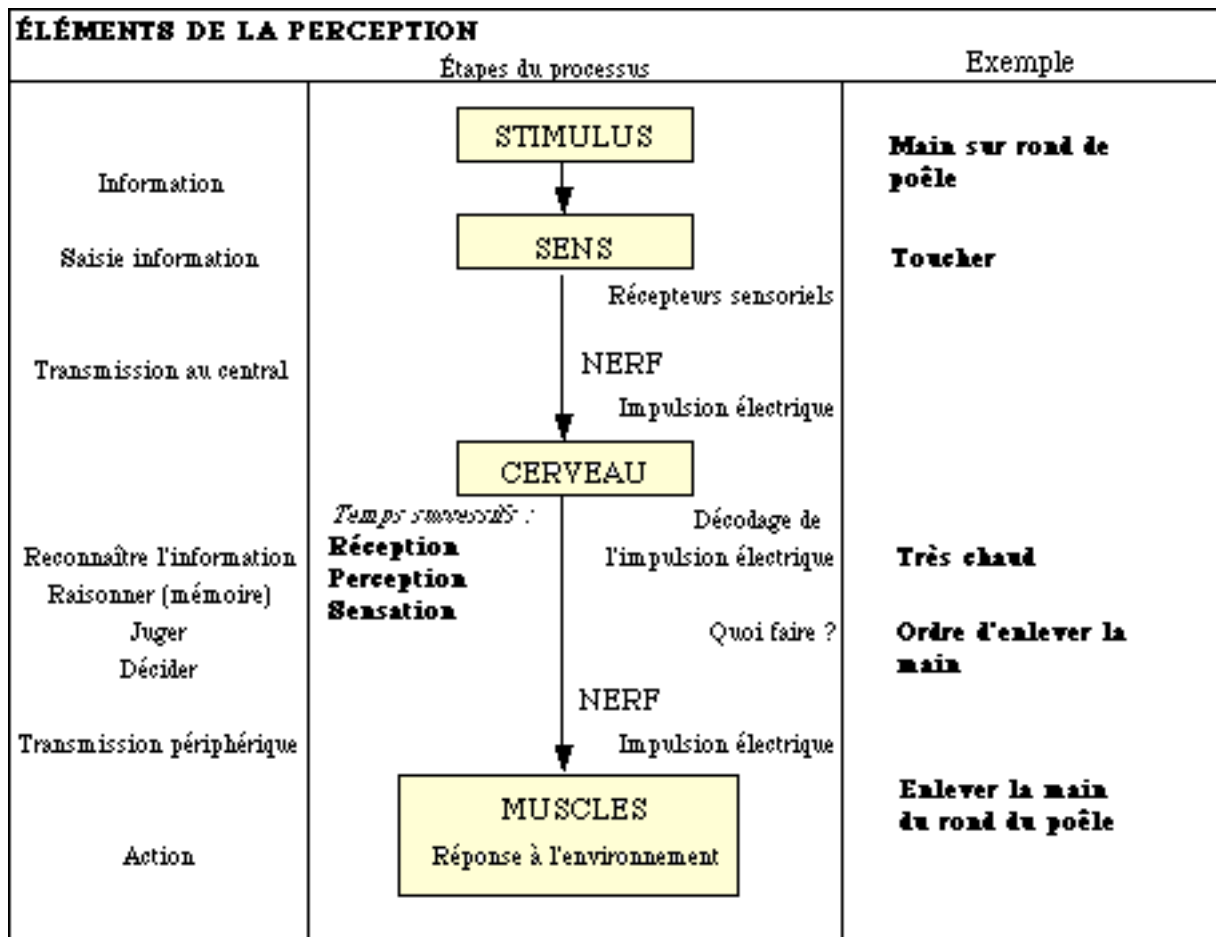 ÉLÉMENTS DE LA PERCEPTION
Étapes du processus
Exemple
STIMULUS
Main sur rond de
poêle
Information
SENS
Saisie information
Toucher
Récepteurs sensoriels
NERF
Transmission au central
Impulsion électrique
CERVEAU
Temps successifs :
Décodage de
Réception
Reconnaître l'information
l'impulsion électrique
Très chaud
Perception
Raisonner (mémoire)
Sensation
Juger
Quoi faire ?
Ordre d'enlever la
main
Décider
NERF
Transmission périphérique
Impulsion électrique
Enlever la main
du rond du poêle
MUSCLES
Action
Réponse à l'environnement